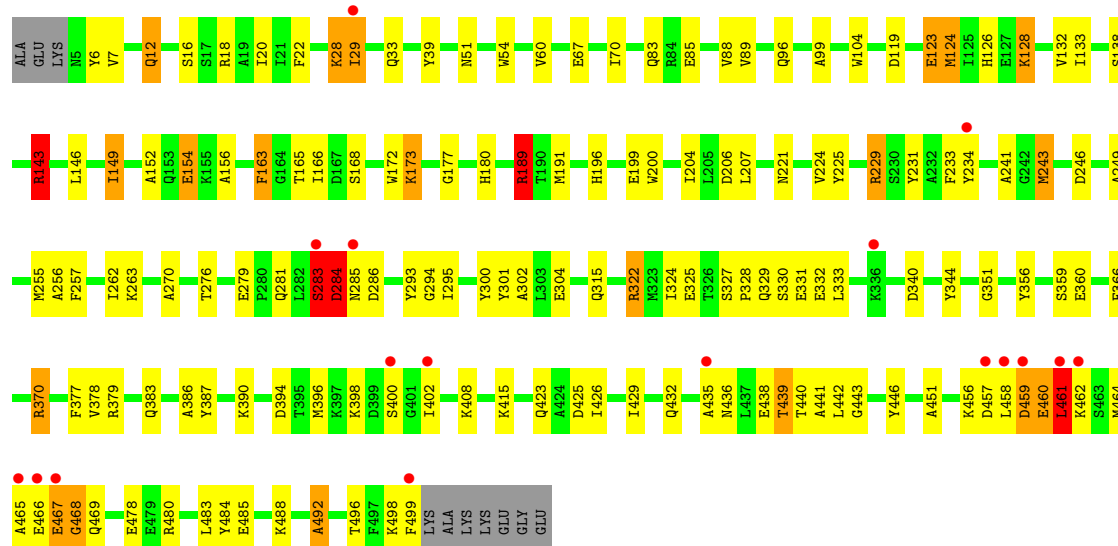 ALA GLU LYS N5 Y6 V7 Q12 S16 S17 R18 A19 I20 I21 F22 K28 I29 Q33 Y39 N51 W54 V60 E67 I70 Q83 R84 E85 V88 V89 Q96 A99 W104 D119 E123 M124 I125 H126 E127 K128 V132 I133 S138
R143 L146 I149 A152 Q153 E154 K155 A156 F163 G164 T165 I166 D167 S168 W172 K173 G177 H180 R189 T190 M191 H196 E199 W200 I204 L205 D206 L207 N221 V224 Y225 R229 S230 Y231 A232 F233 Y234 A241 G242 M243 D246 A249
M255 A256 F257 I262 K263 A270 T276 E279 P280 Q281 L282 S283 D284 N285 D286 Y293 G294 I295 Y300 Y301 A302 L303 E304 Q315 R322 M323 I324 E325 T326 S327 P328 Q329 S330 E331 E332 L333 K336 D340 Y344 G351 Y356 S359 E360 E366
R370 F377 V378 R379 Q383 A386 Y387 K390 D394 T395 M396 K397 K398 D399 S400 G401 I402 K408 K415 Q423 A424 D425 I426 I429 Q432 A435 N436 L437 E438 T439 T440 A441 L442 G443 Y446 A451 K456 D457 L458 D459 E460 L461 K462 S463 M464
A465 E466 E467 G468 Q469 E478 E479 R480 L483 Y484 E485 K488 A492 T496 F497 K498 F499 LYS ALA LYS LYS GLU GLY GLU